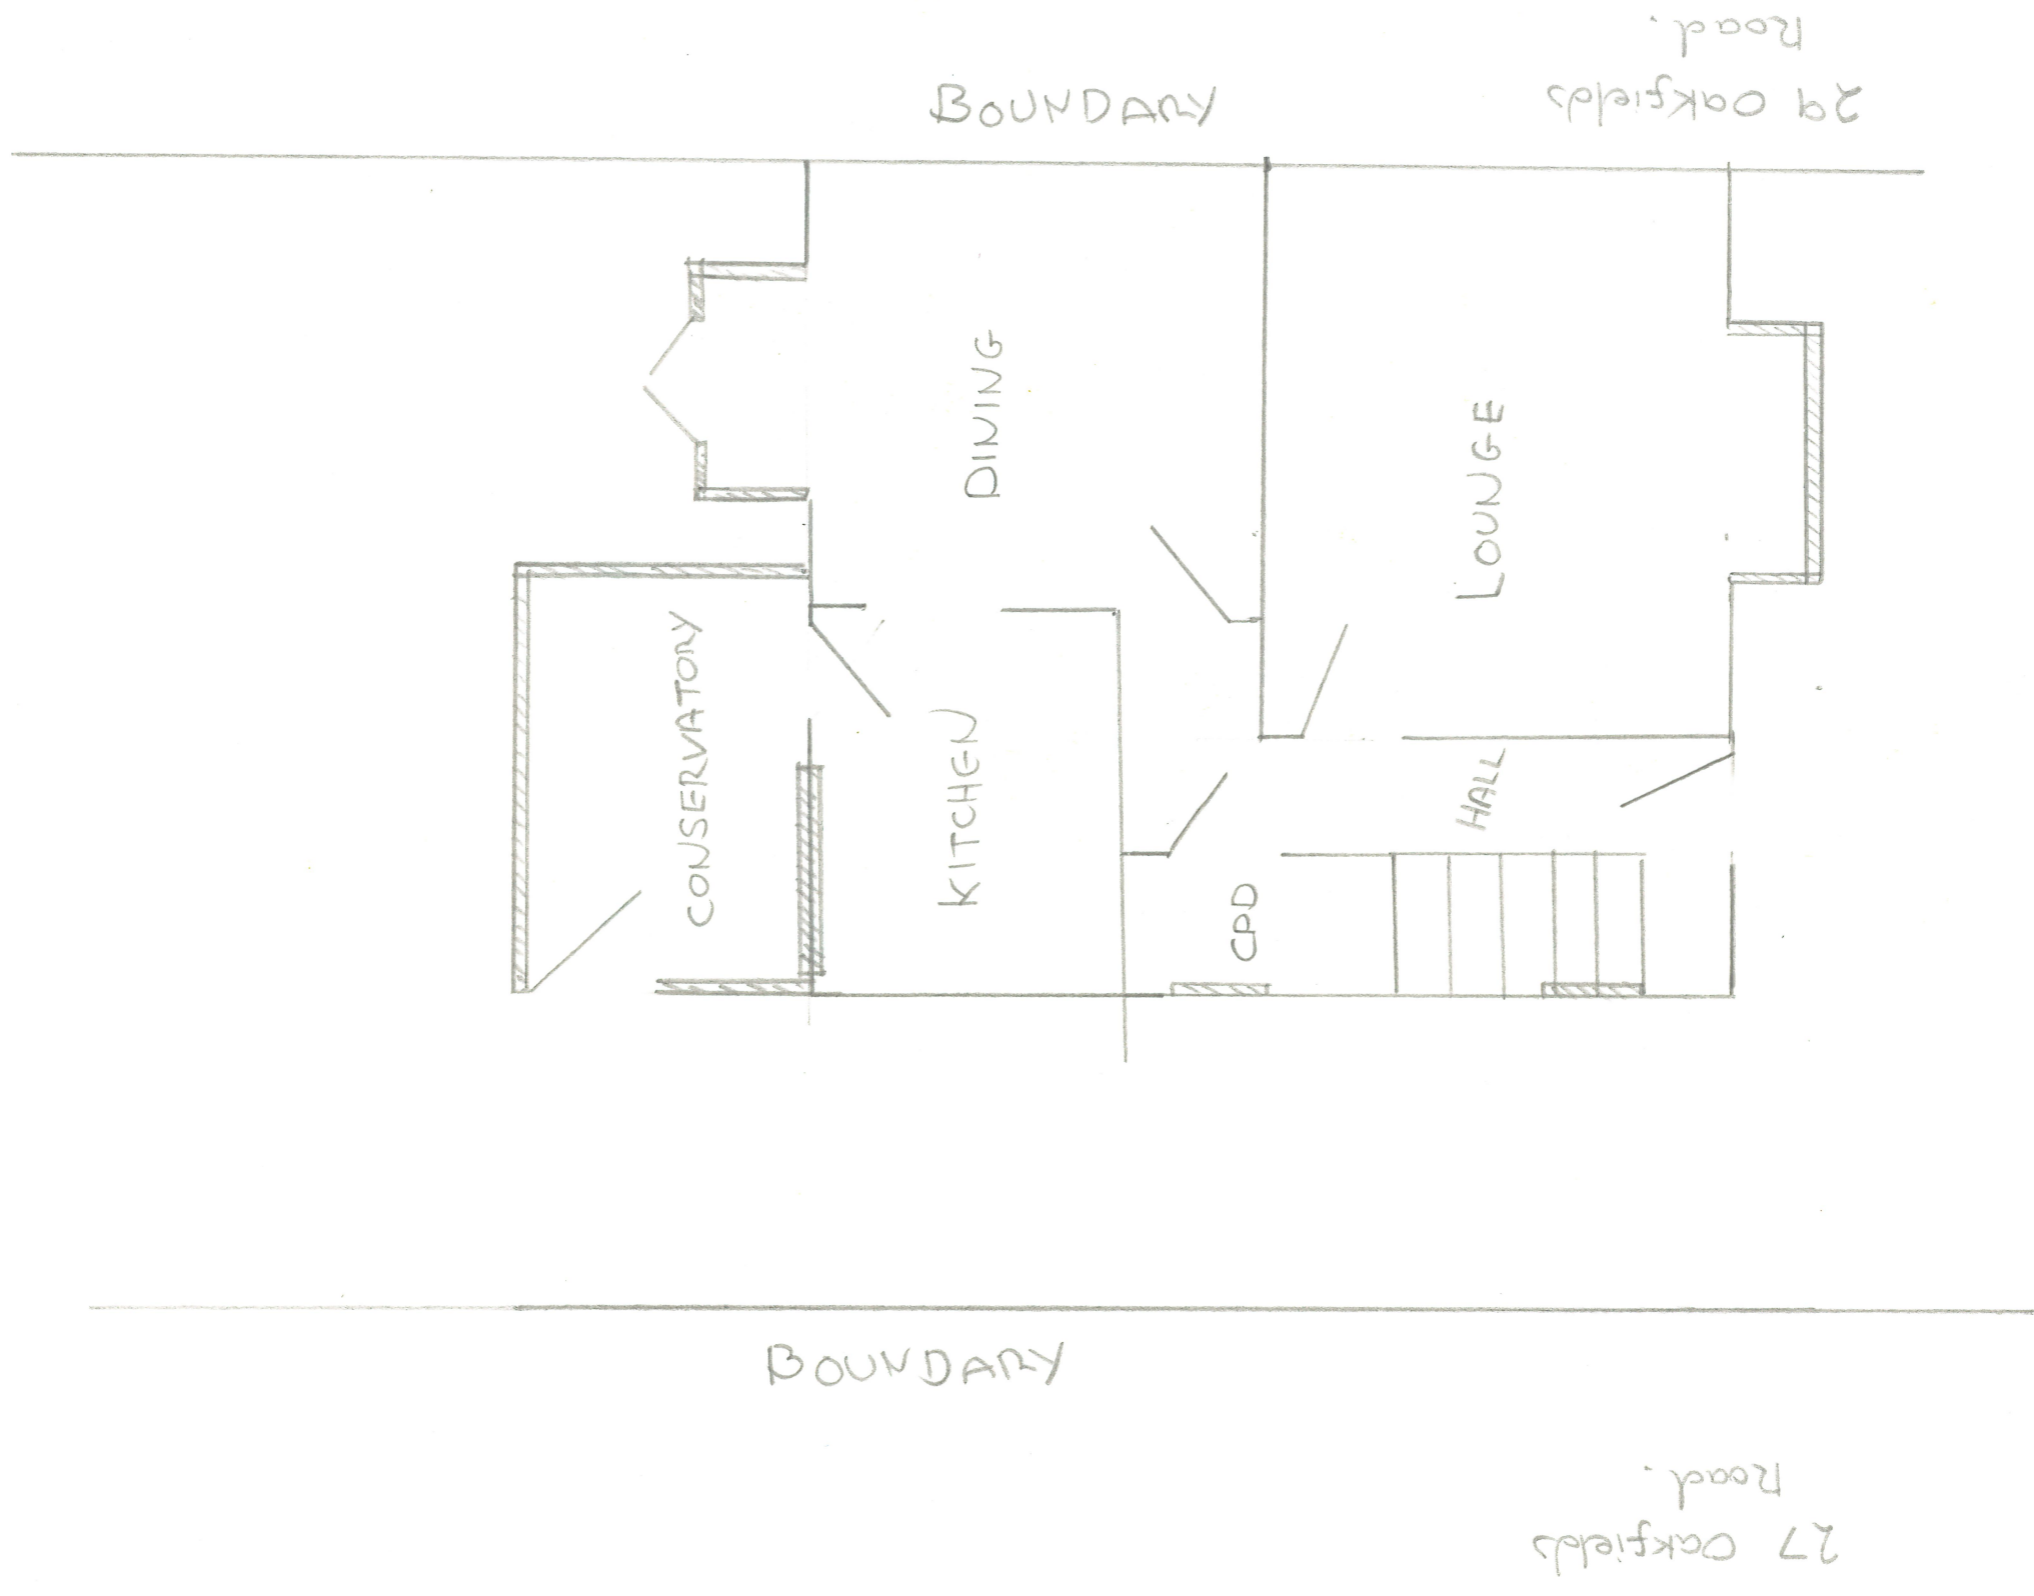 29 Oakfields
Road.
BOUNDARY
DINING
LOUNGE
CONSERVATORY
KITCHEN
HALL
CPD
BOUNDARY
27 Oakfields
Road.